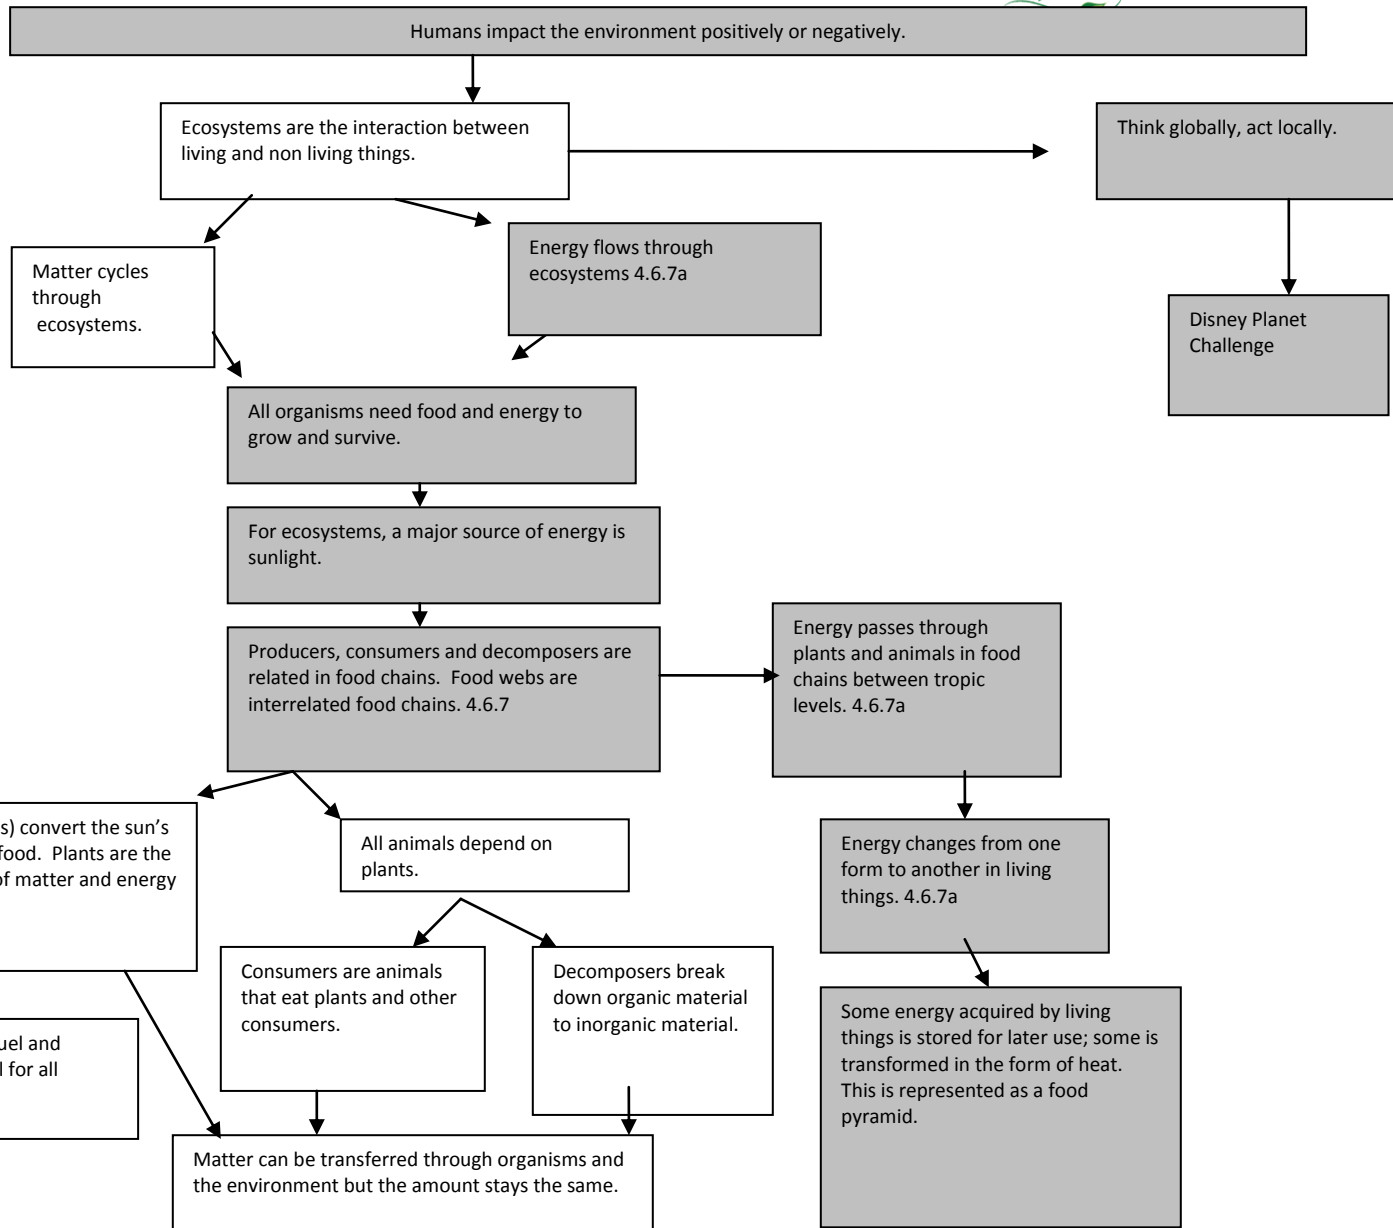 Humans impact the environment positively or negatively.
Ecosystems are the interaction between
living and non living things.
Think globally, act locally.
Matter cycles
through
ecosystems.
Energy flows through
ecosystems 4.6.7a
Disney Planet
Challenge
All organisms need food and energy to
grow and survive.
For ecosystems, a major source of energy is
sunlight.
Producers, consumers and decomposers are
related in food chains.  Food webs are
interrelated food chains. 4.6.7
Energy passes through
plants and animals in food
chains between tropic
levels. 4.6.7a
s) convert the sun’s
food.  Plants are the
of matter and energy
All animals depend on
plants.
Energy changes from one
form to another in living
things. 4.6.7a
Consumers are animals
that eat plants and other
consumers.
Decomposers break
down organic material
to inorganic material.
uel and
l for all
Some energy acquired by living
things is stored for later use; some is
transformed in the form of heat.
This is represented as a food
pyramid.
Matter can be transferred through organisms and
the environment but the amount stays the same.